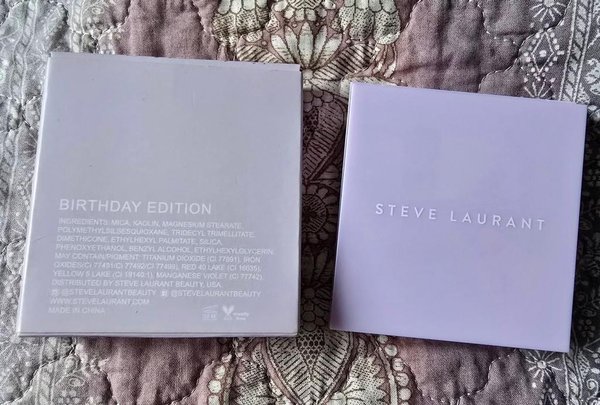 BIRTHDAY EDITION
INGREDIENTS: MICA, KAOLIN, MAGNESIUM STEARATE,
POLYMETHYLSILSESQUIOXANE, TRIDECYL TRIMELLITATE,
DIMETHICONE, ETHYLHEXYL PALMITATE, SILICA,
PHENOXYETHANOL, BENZYL ALCOHOL, ETHYLHEXYLGLYCERIN.
MAY CONTAIN/PIGMENT: TITANIUM DIOXIDE (CI 77891), IRON
OXIDES(CI 77491/CI 77492/CI 77499), RED 40 LAKE (CI 16035),
YELLOW 5 LAKE (CI 19140:1), MANGANESE VIOLET (CI 77742).
DISTRIBUTED BY STEVE LAURANT BEAUTY, USA.
@STEVELAURANTBEAUTY @STEVELAURANTBEAUTY
WWW.STEVELAURANT.COM
MADE IN CHINA
STEVE LAURANT